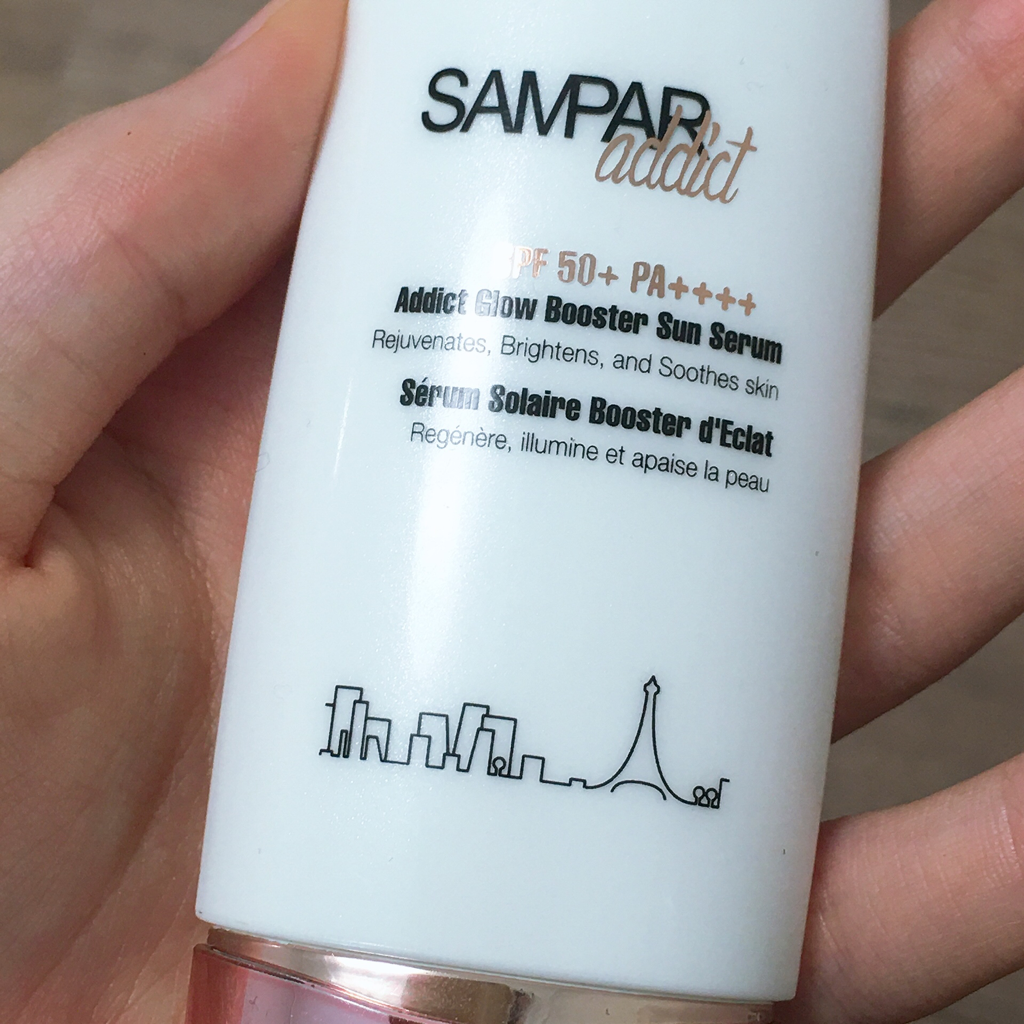 SAMPAR
addict
SPF 50+ PA++++
Addict Glow Booster Sun Serum
Rejuvenates, Brightens, and Soothes skin
Sérum Solaire Booster d'Eclat
Regénère, illumine et apaise la peau